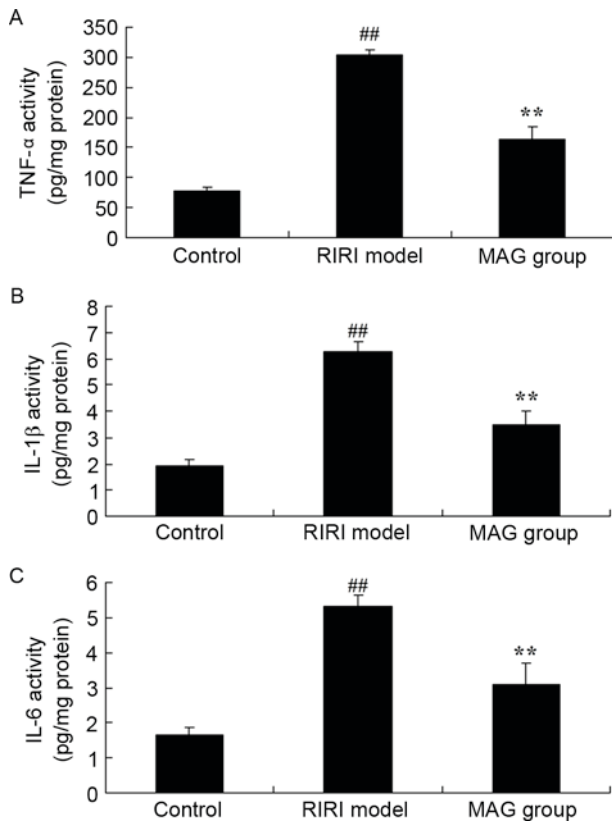 A
TNF-α activity
(pg/mg protein)
350
300
250
200
150
100
50
0
##
**
Control RIRI model MAG group
B
IL-1β activity
(pg/mg protein)
8
7
6
5
4
3
2
1
0
##
**
Control RIRI model MAG group
C
IL-6 activity
(pg/mg protein)
6
5
4
3
2
1
0
##
**
Control RIRI model MAG group